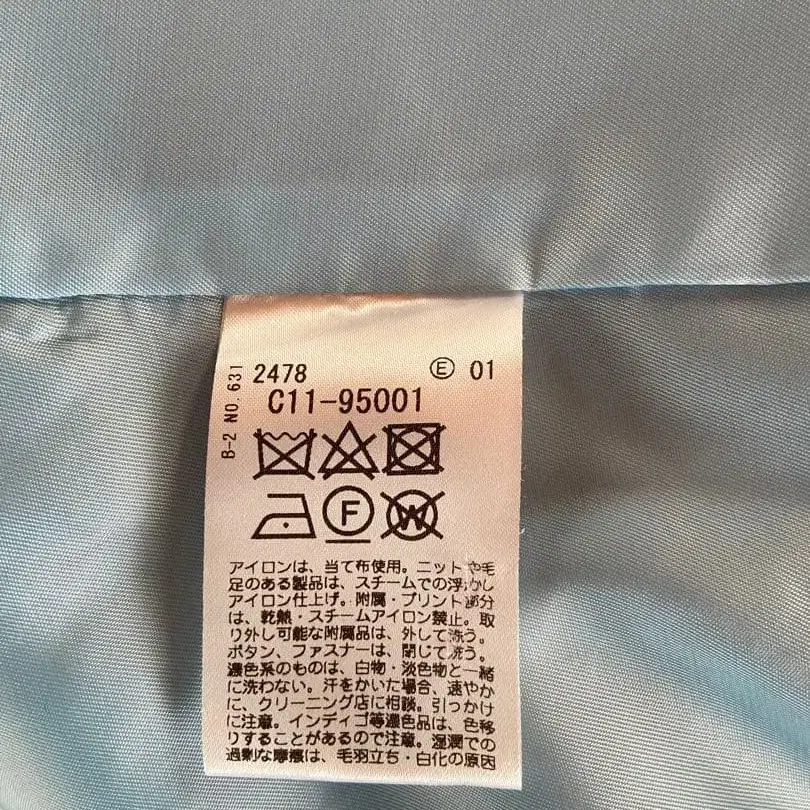 B-2 NO. 631
2478 Ⓔ 01
C11-95001
F
W
アイロンは、当て布使用。ニットや毛
足のある製品は、スチームでの浮かし
アイロン仕上げ。附属・プリント部分
は、乾熱・スチームアイロン禁止。取
り外し可能な附属品は、外して洗う。
ボタン、ファスナーは、閉じて洗う。
濃色系のものは、白物・淡色物と一緒
に洗わない。汗をかいた場合、速やか
に、クリーニング店に相談。引っかけ
に注意。インディゴ等濃色品は、色移
りすることがあるので注意。湿潤での
過剰な摩擦は、毛羽立ち・白化の原因